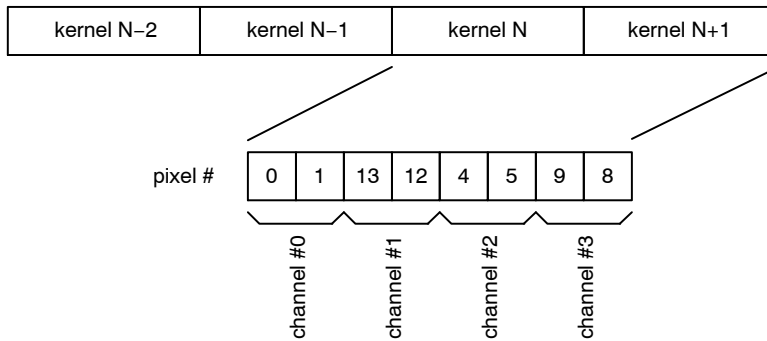 kernel N−2 kernel N−1 kernel N kernel N+1
pixel # 0 1 13 12 4 5 9 8
channel #0
channel #1
channel #2
channel #3